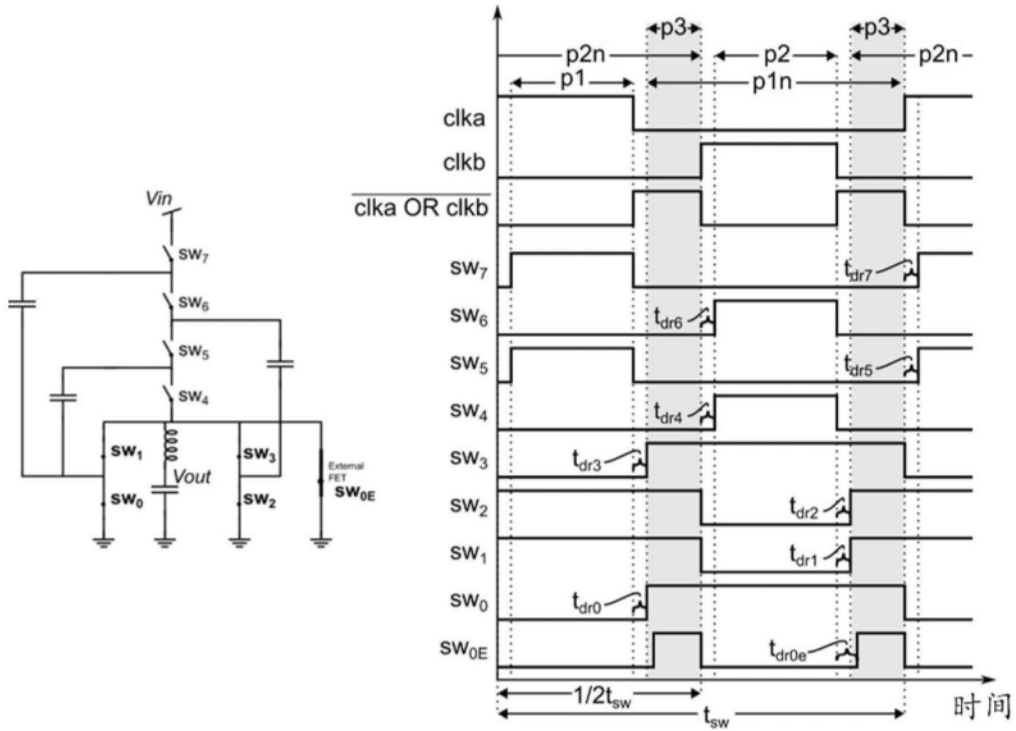 Vin
SW7
SW6
SW5
SW4
SW1
SW3
Vout
External
FET
SW0E
SW0
SW2
p3
p3
p2n
p2
p2n
p1
p1n
clka
clkb
clka OR clkb
SW7
tdr7
SW6
tdr6
SW5
tdr5
SW4
tdr4
SW3
tdr3
SW2
tdr2
SW1
tdr1
SW0
tdr0
SW0E
tdr0e
1/2tsw
tsw
时间